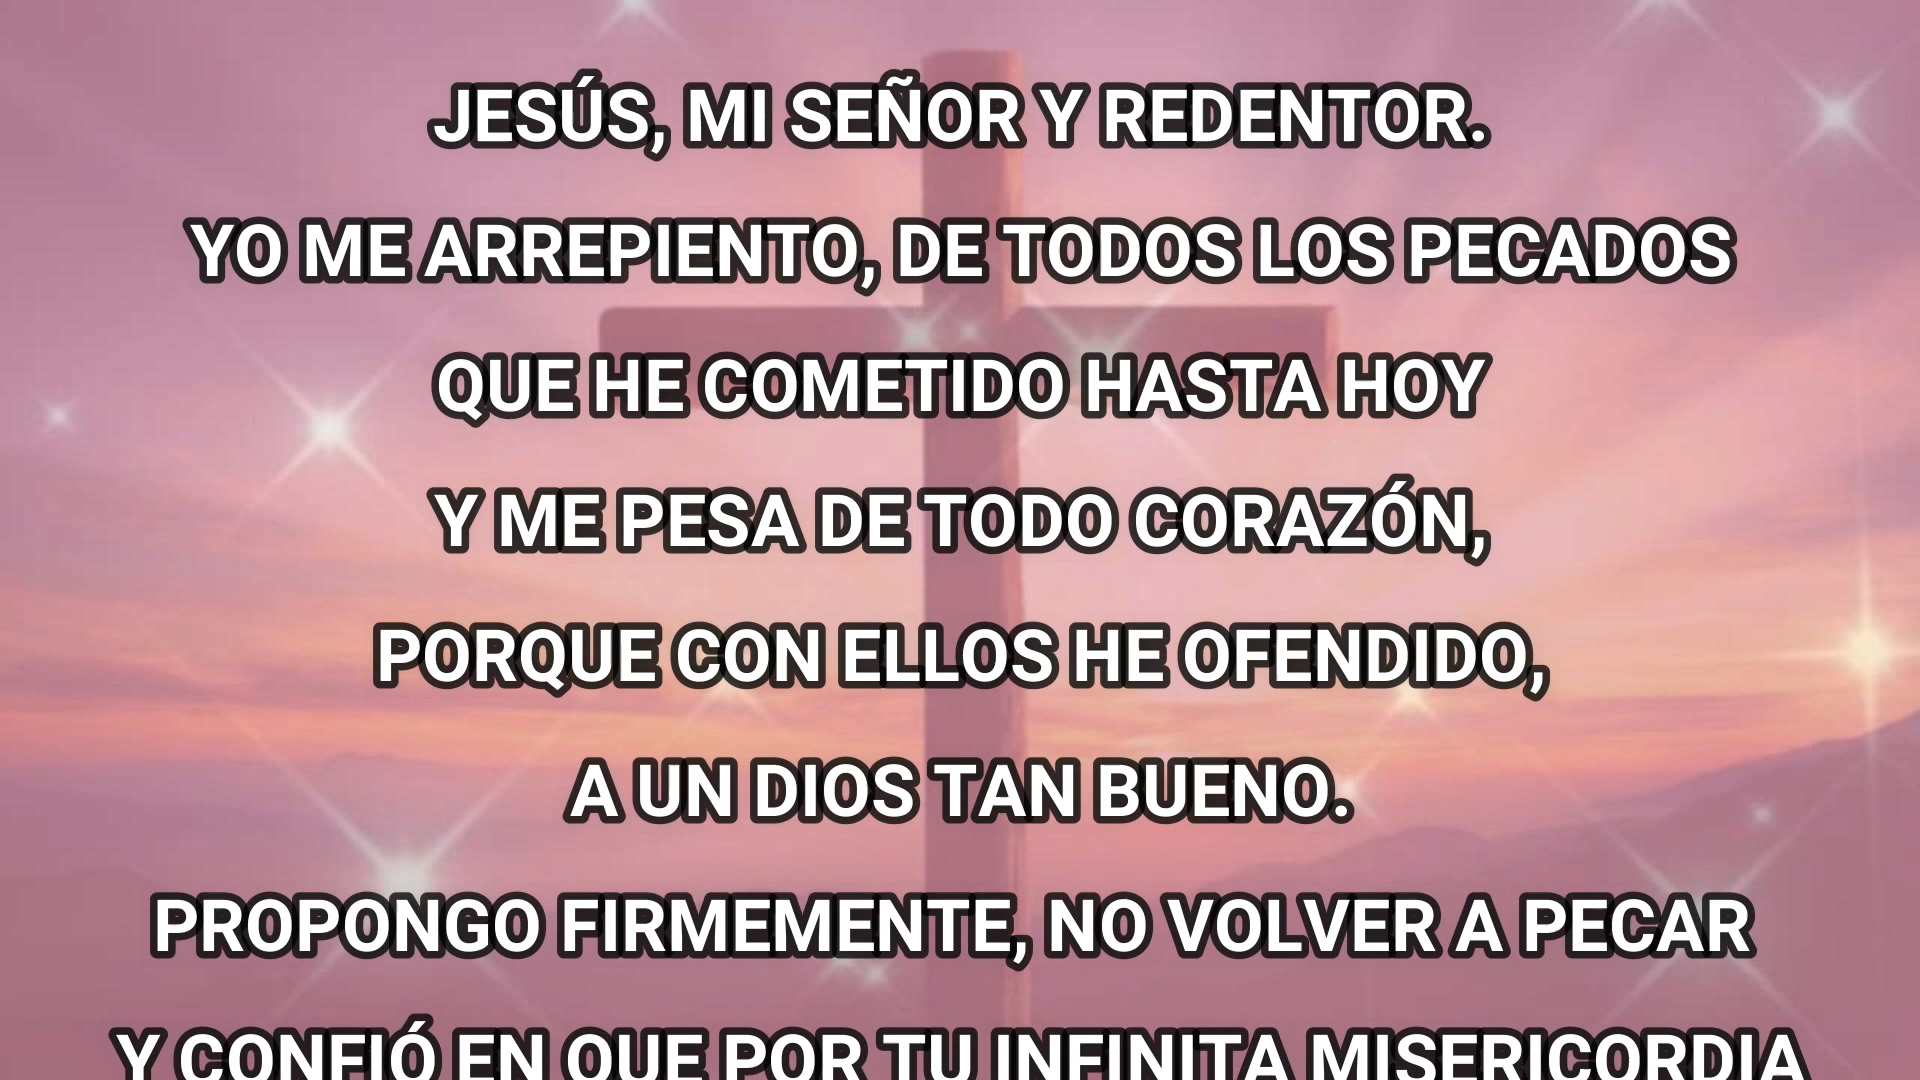 JESÚS, MI SEÑOR Y REDENTOR.
YO ME ARREPIENTO, DE TODOS LOS PECADOS
QUE HE COMETIDO HASTA HOY
Y ME PESA DE TODO CORAZÓN,
PORQUE CON ELLOS HE OFENDIDO,
A UN DIOS TAN BUENO.
PROPONGO FIRMEMENTE, NO VOLVER A PECAR
Y CONFIÓ EN QUE POR TU INFINITA MISERICORDIA